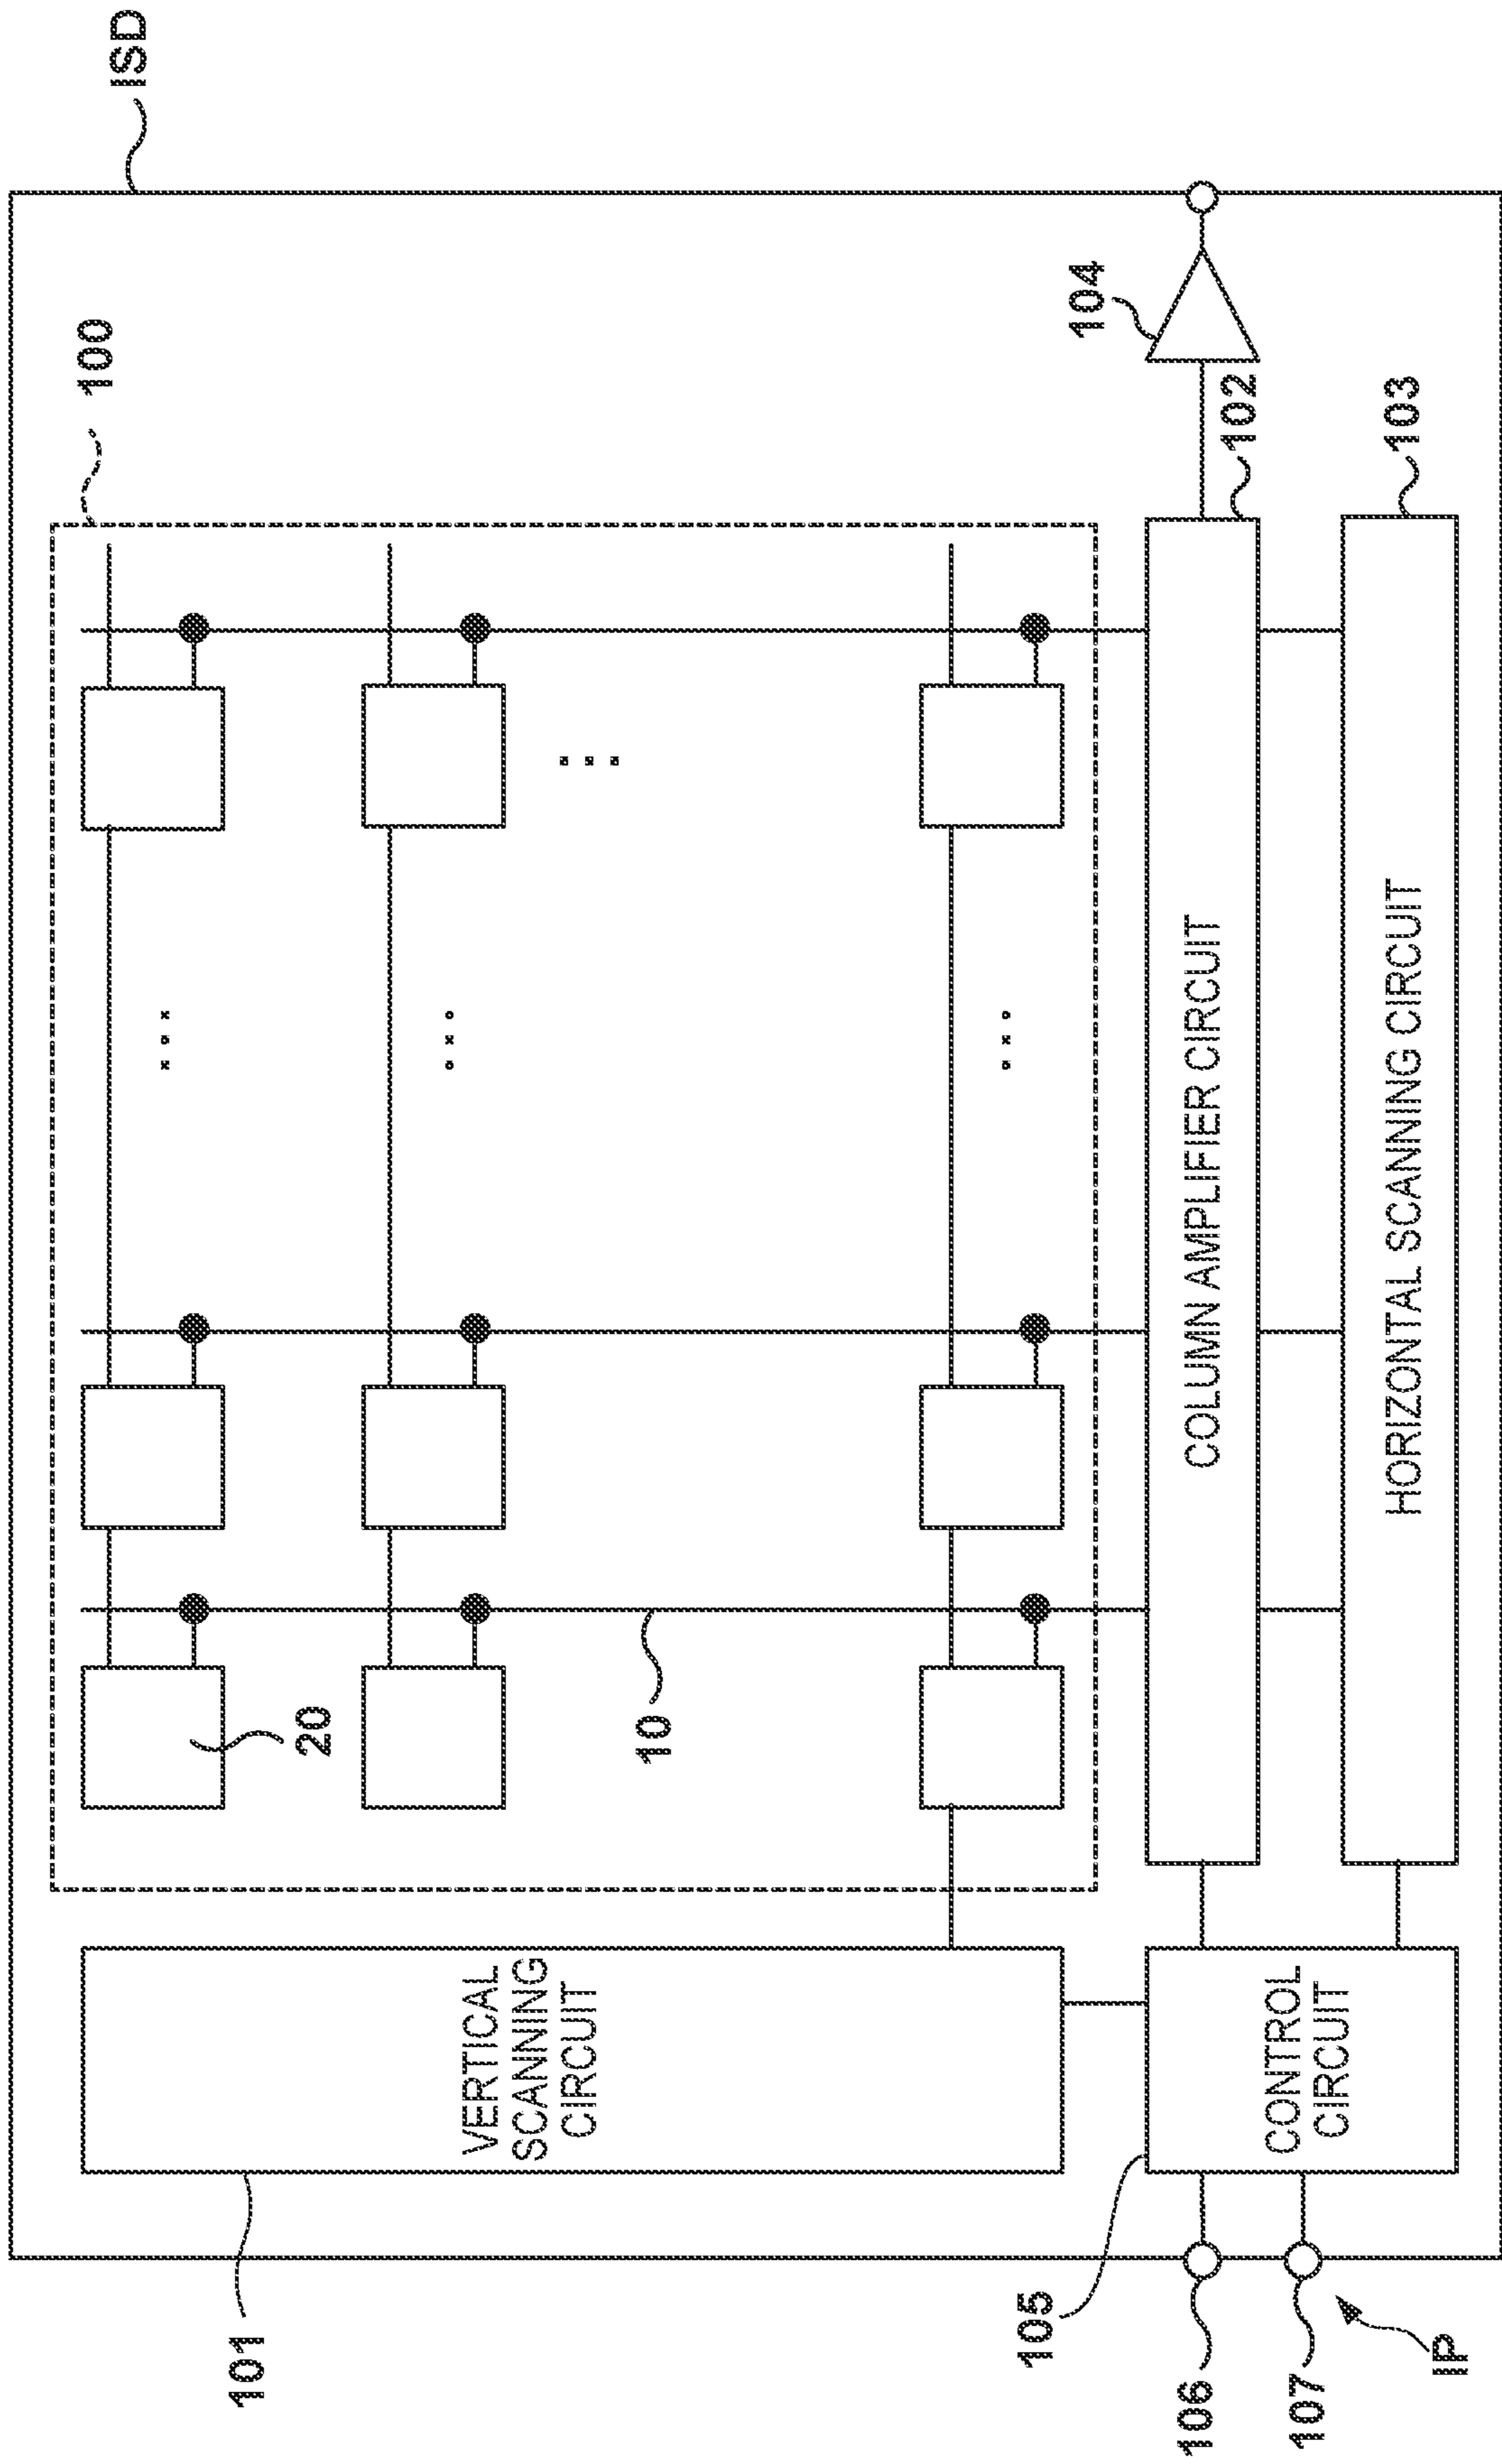 ISD
100
101
VERTICAL
SCANNING
CIRCUIT
20
10
104
105
CONTROL
CIRCUIT
COLUMN AMPLIFIER CIRCUIT
102
106
107
HORIZONTAL SCANNING CIRCUIT
103
IP